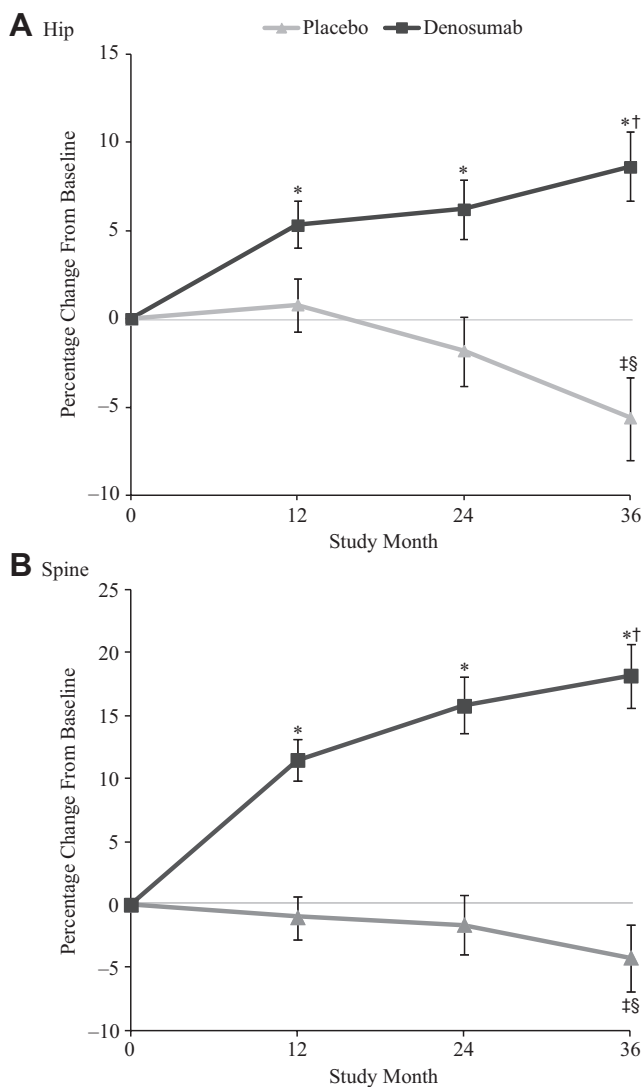 A Hip
Placebo Denosumab
Percentage Change From Baseline
15
10
5
0
–5
–10
*
*
*†
‡§
0 12 24 36
Study Month
B Spine
Percentage Change From Baseline
25
20
15
10
5
0
–5
–10
*
*
*†
‡§
0 12 24 36
Study Month